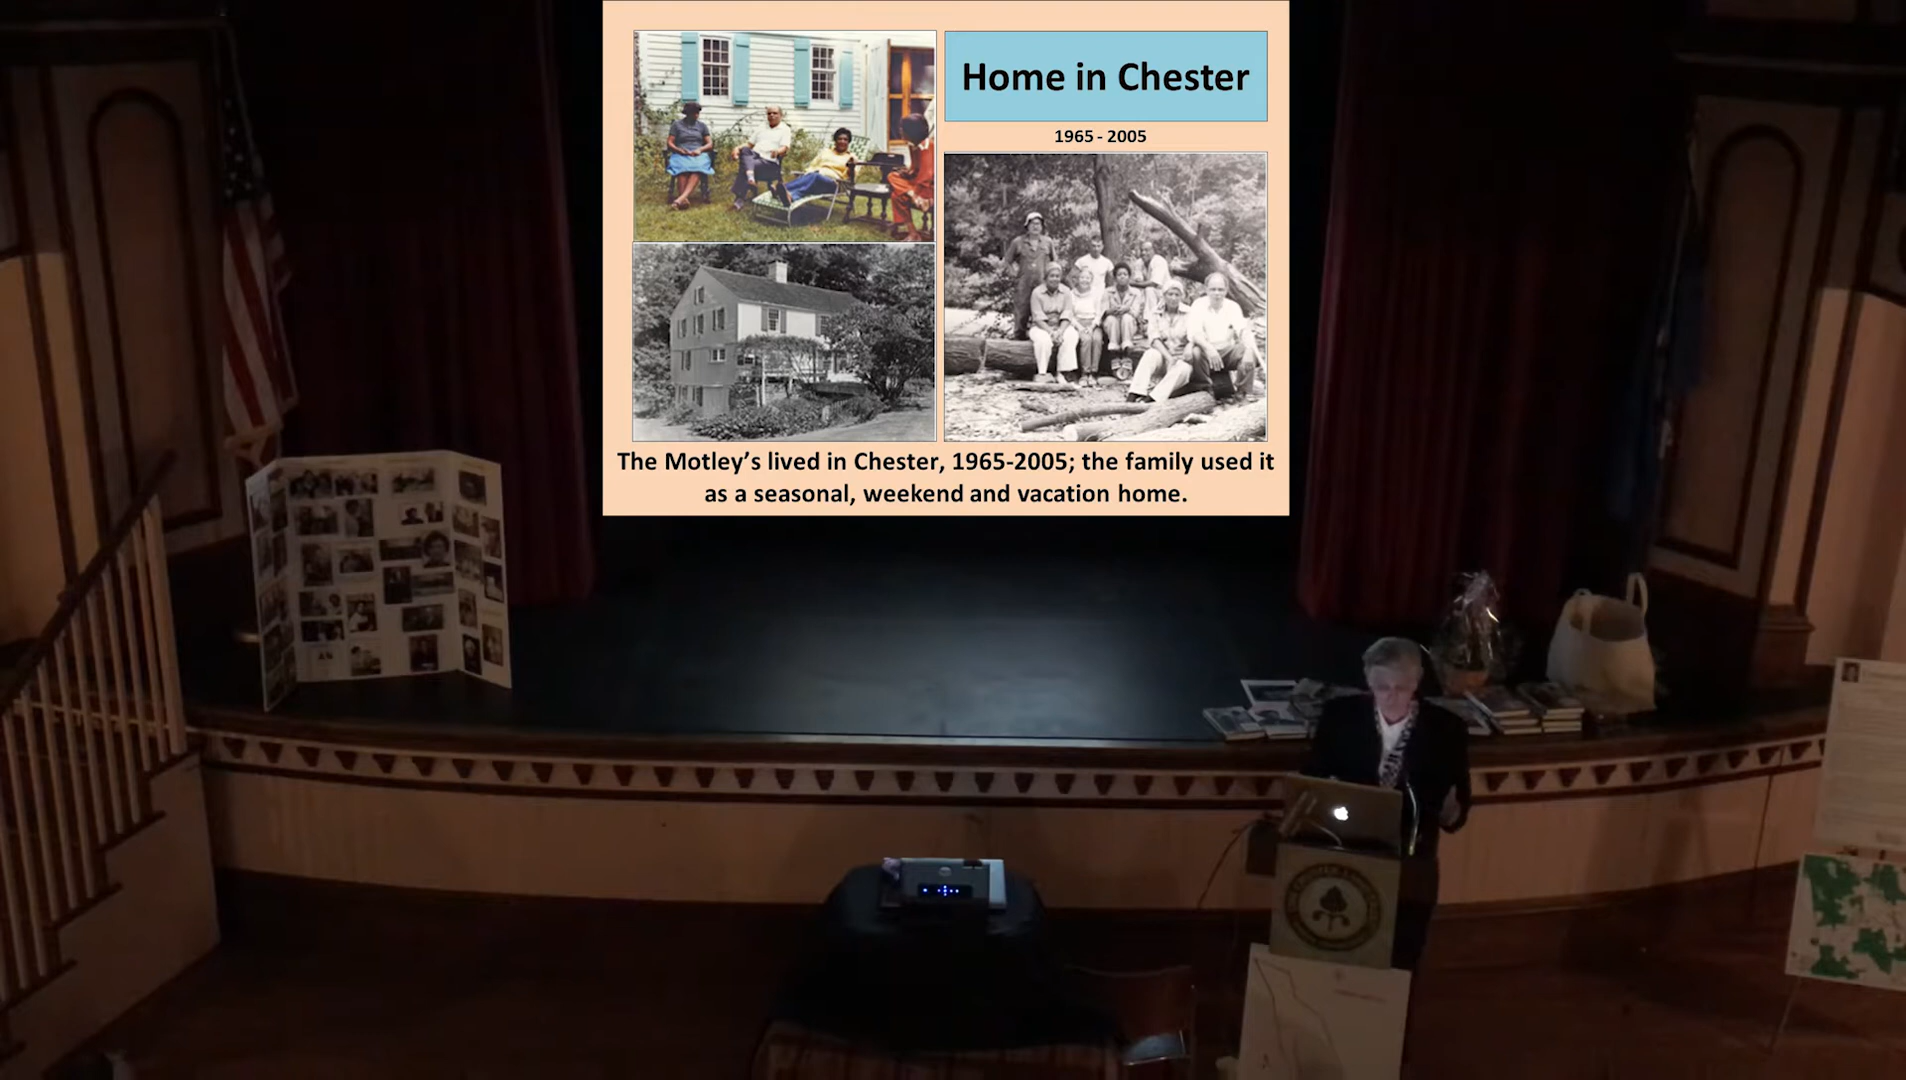 Home in Chester
1965 - 2005
The Motley's lived in Chester, 1965-2005; the family used it
as a seasonal, weekend and vacation home.